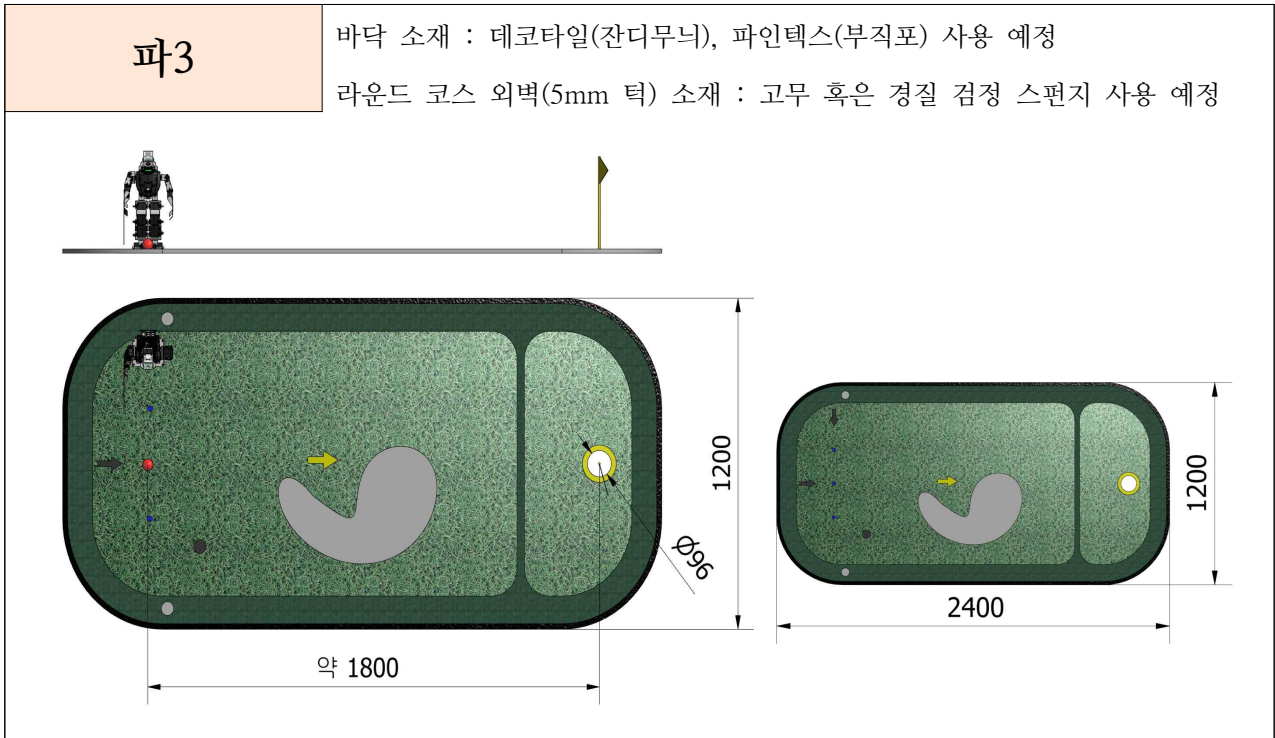 파3
바닥 소재 : 데코타일(잔디무늬), 파인텍스(부직포) 사용 예정
라운드 코스 외벽(5mm 턱) 소재 : 고무 혹은 경질 검정 스펀지 사용 예정
1200
Ø96
약 1800
1200
2400